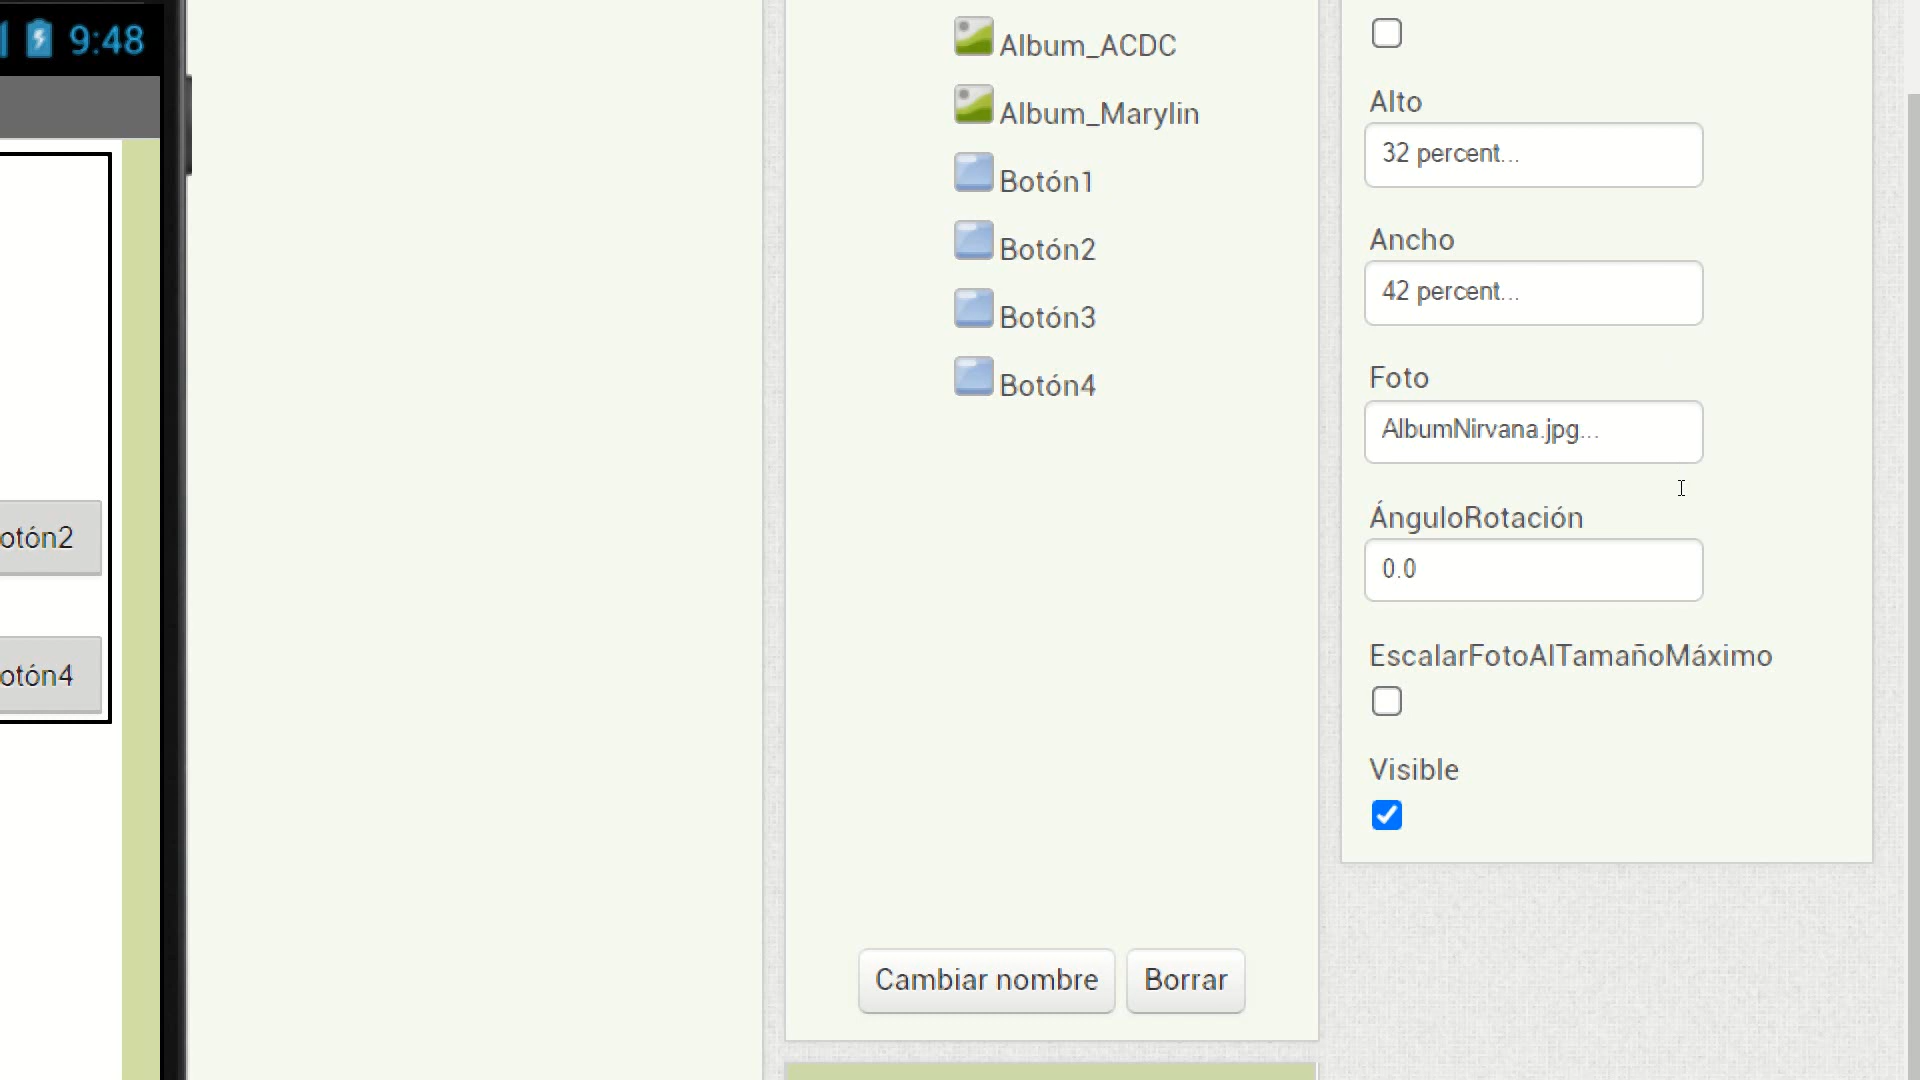 9:48
otón2
otón4
Album_ACDC
Album_Marylin
Botón1
Botón2
Botón3
Botón4
Cambiar nombre
Borrar
Alto
32 percent...
Ancho
42 percent...
Foto
AlbumNirvana.jpg...
ÁnguloRotación
0.0
EscalarFotoAlTamañoMáximo
Visible